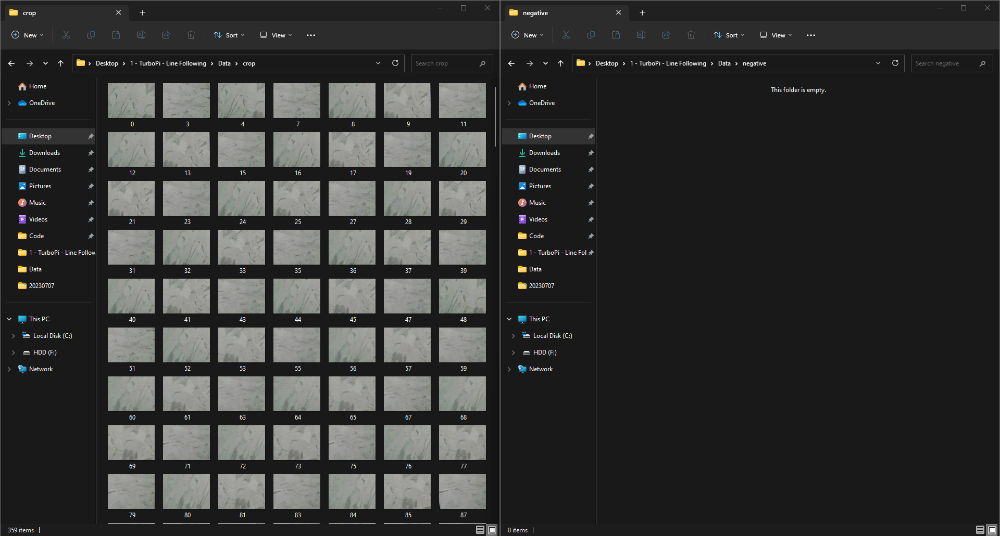 crop
New
Sort
View
Desktop
1 - TurboPi - Line Following
Data
crop
Search crop
Home
OneDrive
Desktop
Downloads
Documents
Pictures
Music
Videos
Code
1 - TurboPi - Line Follow
Data
20230707
This PC
Local Disk (C:)
HDD (F:)
Network
0 3 4 7 8 9 11
12 13 15 16 17 19 20
21 23 24 25 27 28 29
31 32 33 35 36 37 39
40 41 43 44 45 47 48
51 52 53 55 56 57 59
60 61 63 64 65 67 68
69 71 72 73 75 76 77
79 80 81 83 84 85 87
359 items
negative
New
Sort
View
Desktop
1 - TurboPi - Line Following
Data
negative
Search negative
Home
OneDrive
Desktop
Downloads
Documents
Pictures
Music
Videos
Code
1 - TurboPi - Line Fol
Data
20230707
This PC
Local Disk (C:)
HDD (F:)
Network
This folder is empty.
0 items